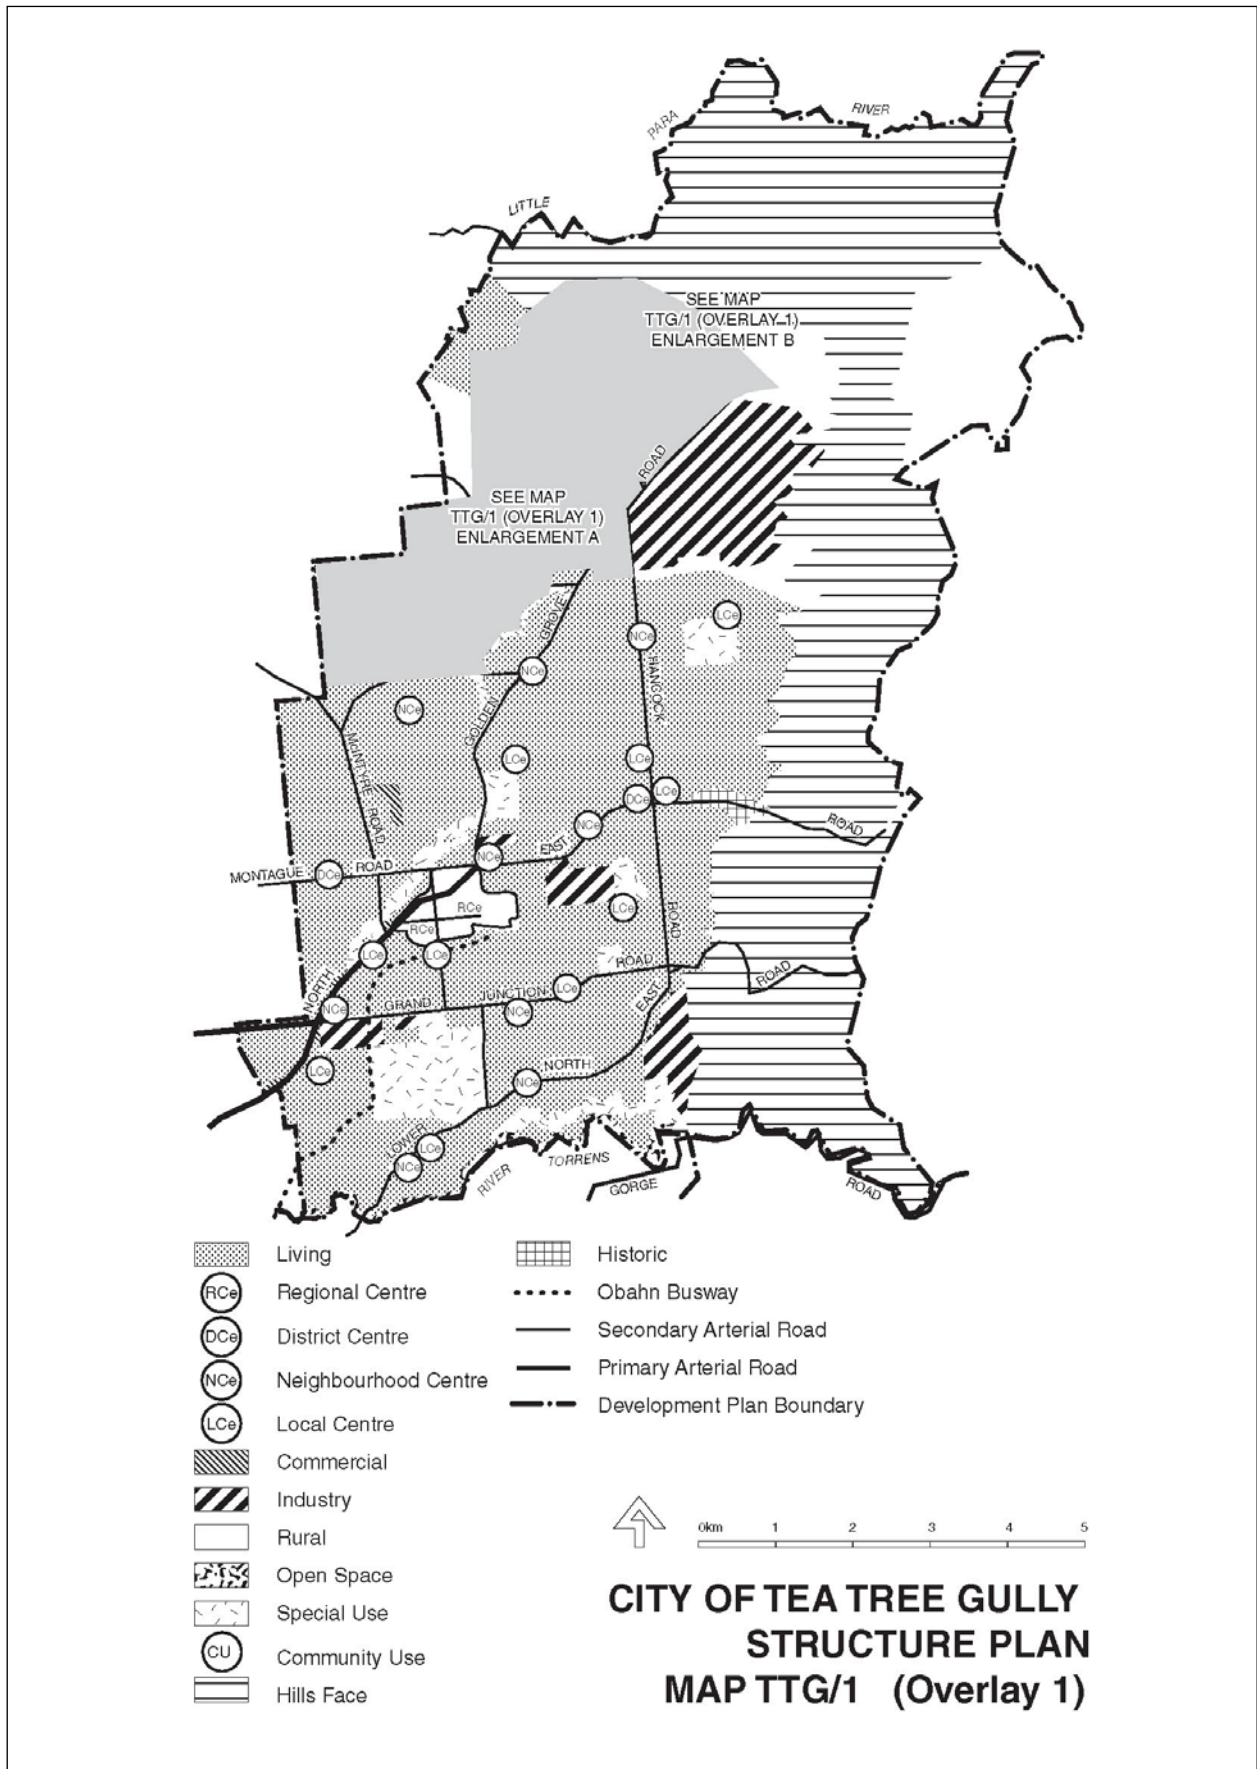 RIVER
PARA
LITTLE
SEE MAP
TTG/1 (OVERLAY 1)
ENLARGEMENT B
ROAD
SEE MAP
TTG/1 (OVERLAY 1)
ENLARGEMENT A
GROVE
LCe
NCe
HANCOCK
NCe
NCe
GOLDEN
McINTYRE ROAD
LCe
LCe
LCe
DCe
ROAD
NCe
EAST
NCe
MONTAGUE
DCe
ROAD
RCe
LCe
ROAD
RCe
LCe
LCe
ROAD
ROAD
NORTH
LCe
JUNCTION
GRAND
EAST
NCe
NCe
LCe
NORTH
NCe
LOWER
LCe
NCe
RIVER
TORRENS
GORGE
ROAD
Living
RCe Regional Centre
DCe District Centre
NCe Neighbourhood Centre
LCe Local Centre
Commercial
Industry
Rural
Open Space
Special Use
CU Community Use
Hills Face
Historic
Obahn Busway
Secondary Arterial Road
Primary Arterial Road
Development Plan Boundary
0km 1 2 3 4 5
CITY OF TEA TREE GULLY
STRUCTURE PLAN
MAP TTG/1 (Overlay 1)